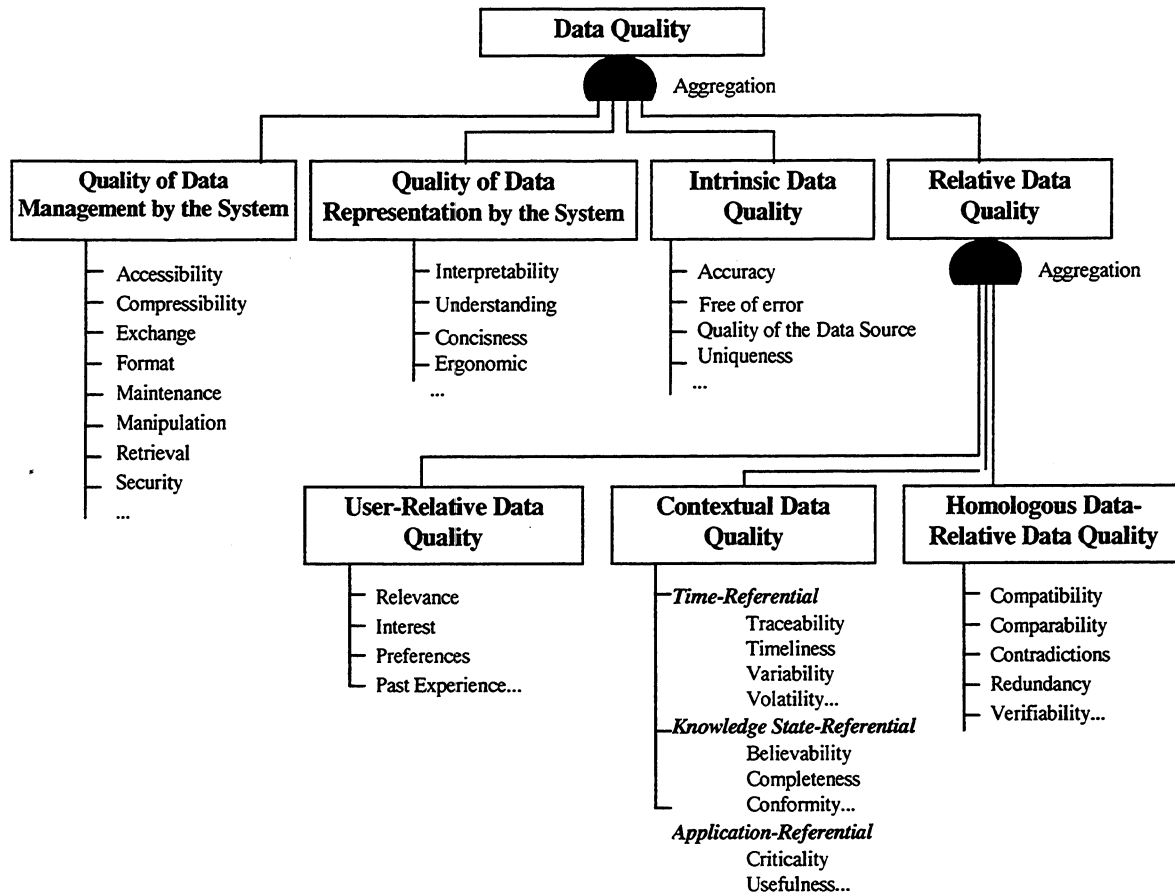 Data Quality
Aggregation
Quality of Data
Management by the System
Accessibility
Compressibility
Exchange
Format
Maintenance
Manipulation
Retrieval
Security
...
Quality of Data
Representation by the System
Interpretability
Understanding
Concisness
Ergonomic
...
Intrinsic Data
Quality
Accuracy
Free of error
Quality of the Data Source
Uniqueness
...
Relative Data
Quality
Aggregation
User-Relative Data
Quality
Relevance
Interest
Preferences
Past Experience...
Contextual Data
Quality
Time-Referential
Traceability
Timeliness
Variability
Volatility...
Knowledge State-Referential
Believability
Completeness
Conformity...
Application-Referential
Criticality
Usefulness...
Homologous Data-
Relative Data Quality
Compatibility
Comparability
Contradictions
Redundancy
Verifiability...